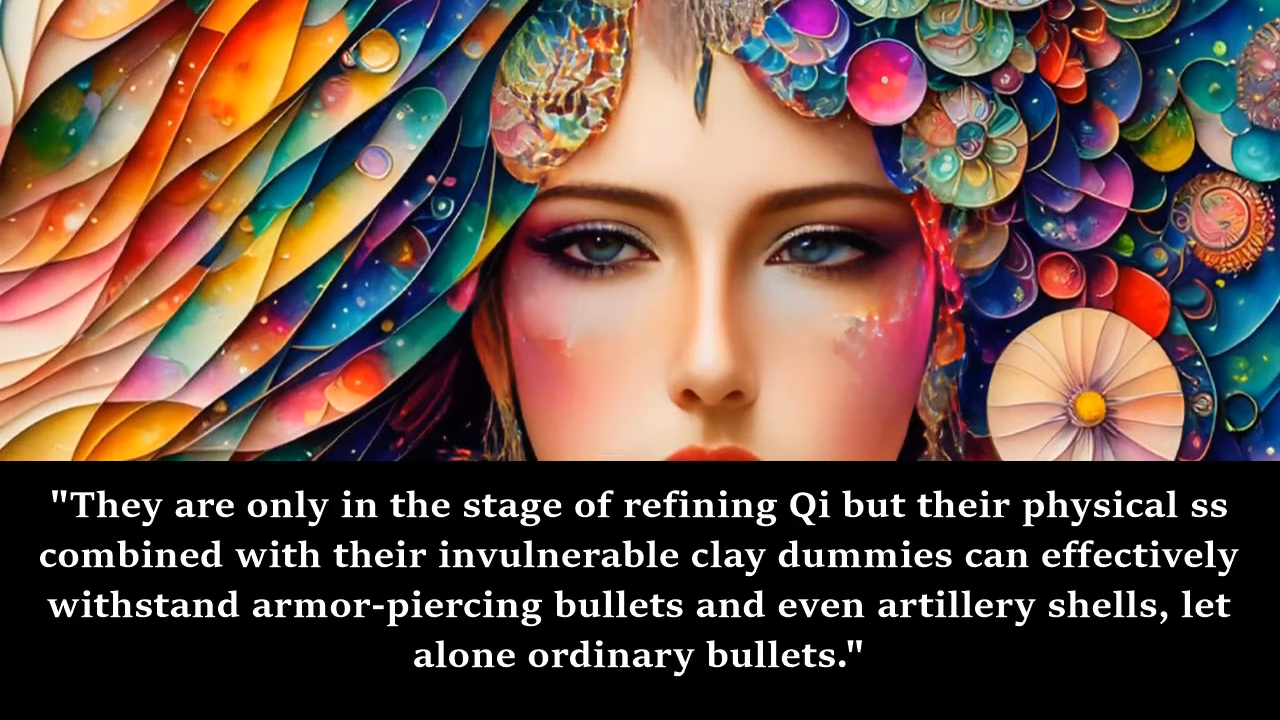 "They are only in the stage of refining Qi but their physical ss
combined with their invulnerable clay dummies can effectively
withstand armor-piercing bullets and even artillery shells, let
alone ordinary bullets."